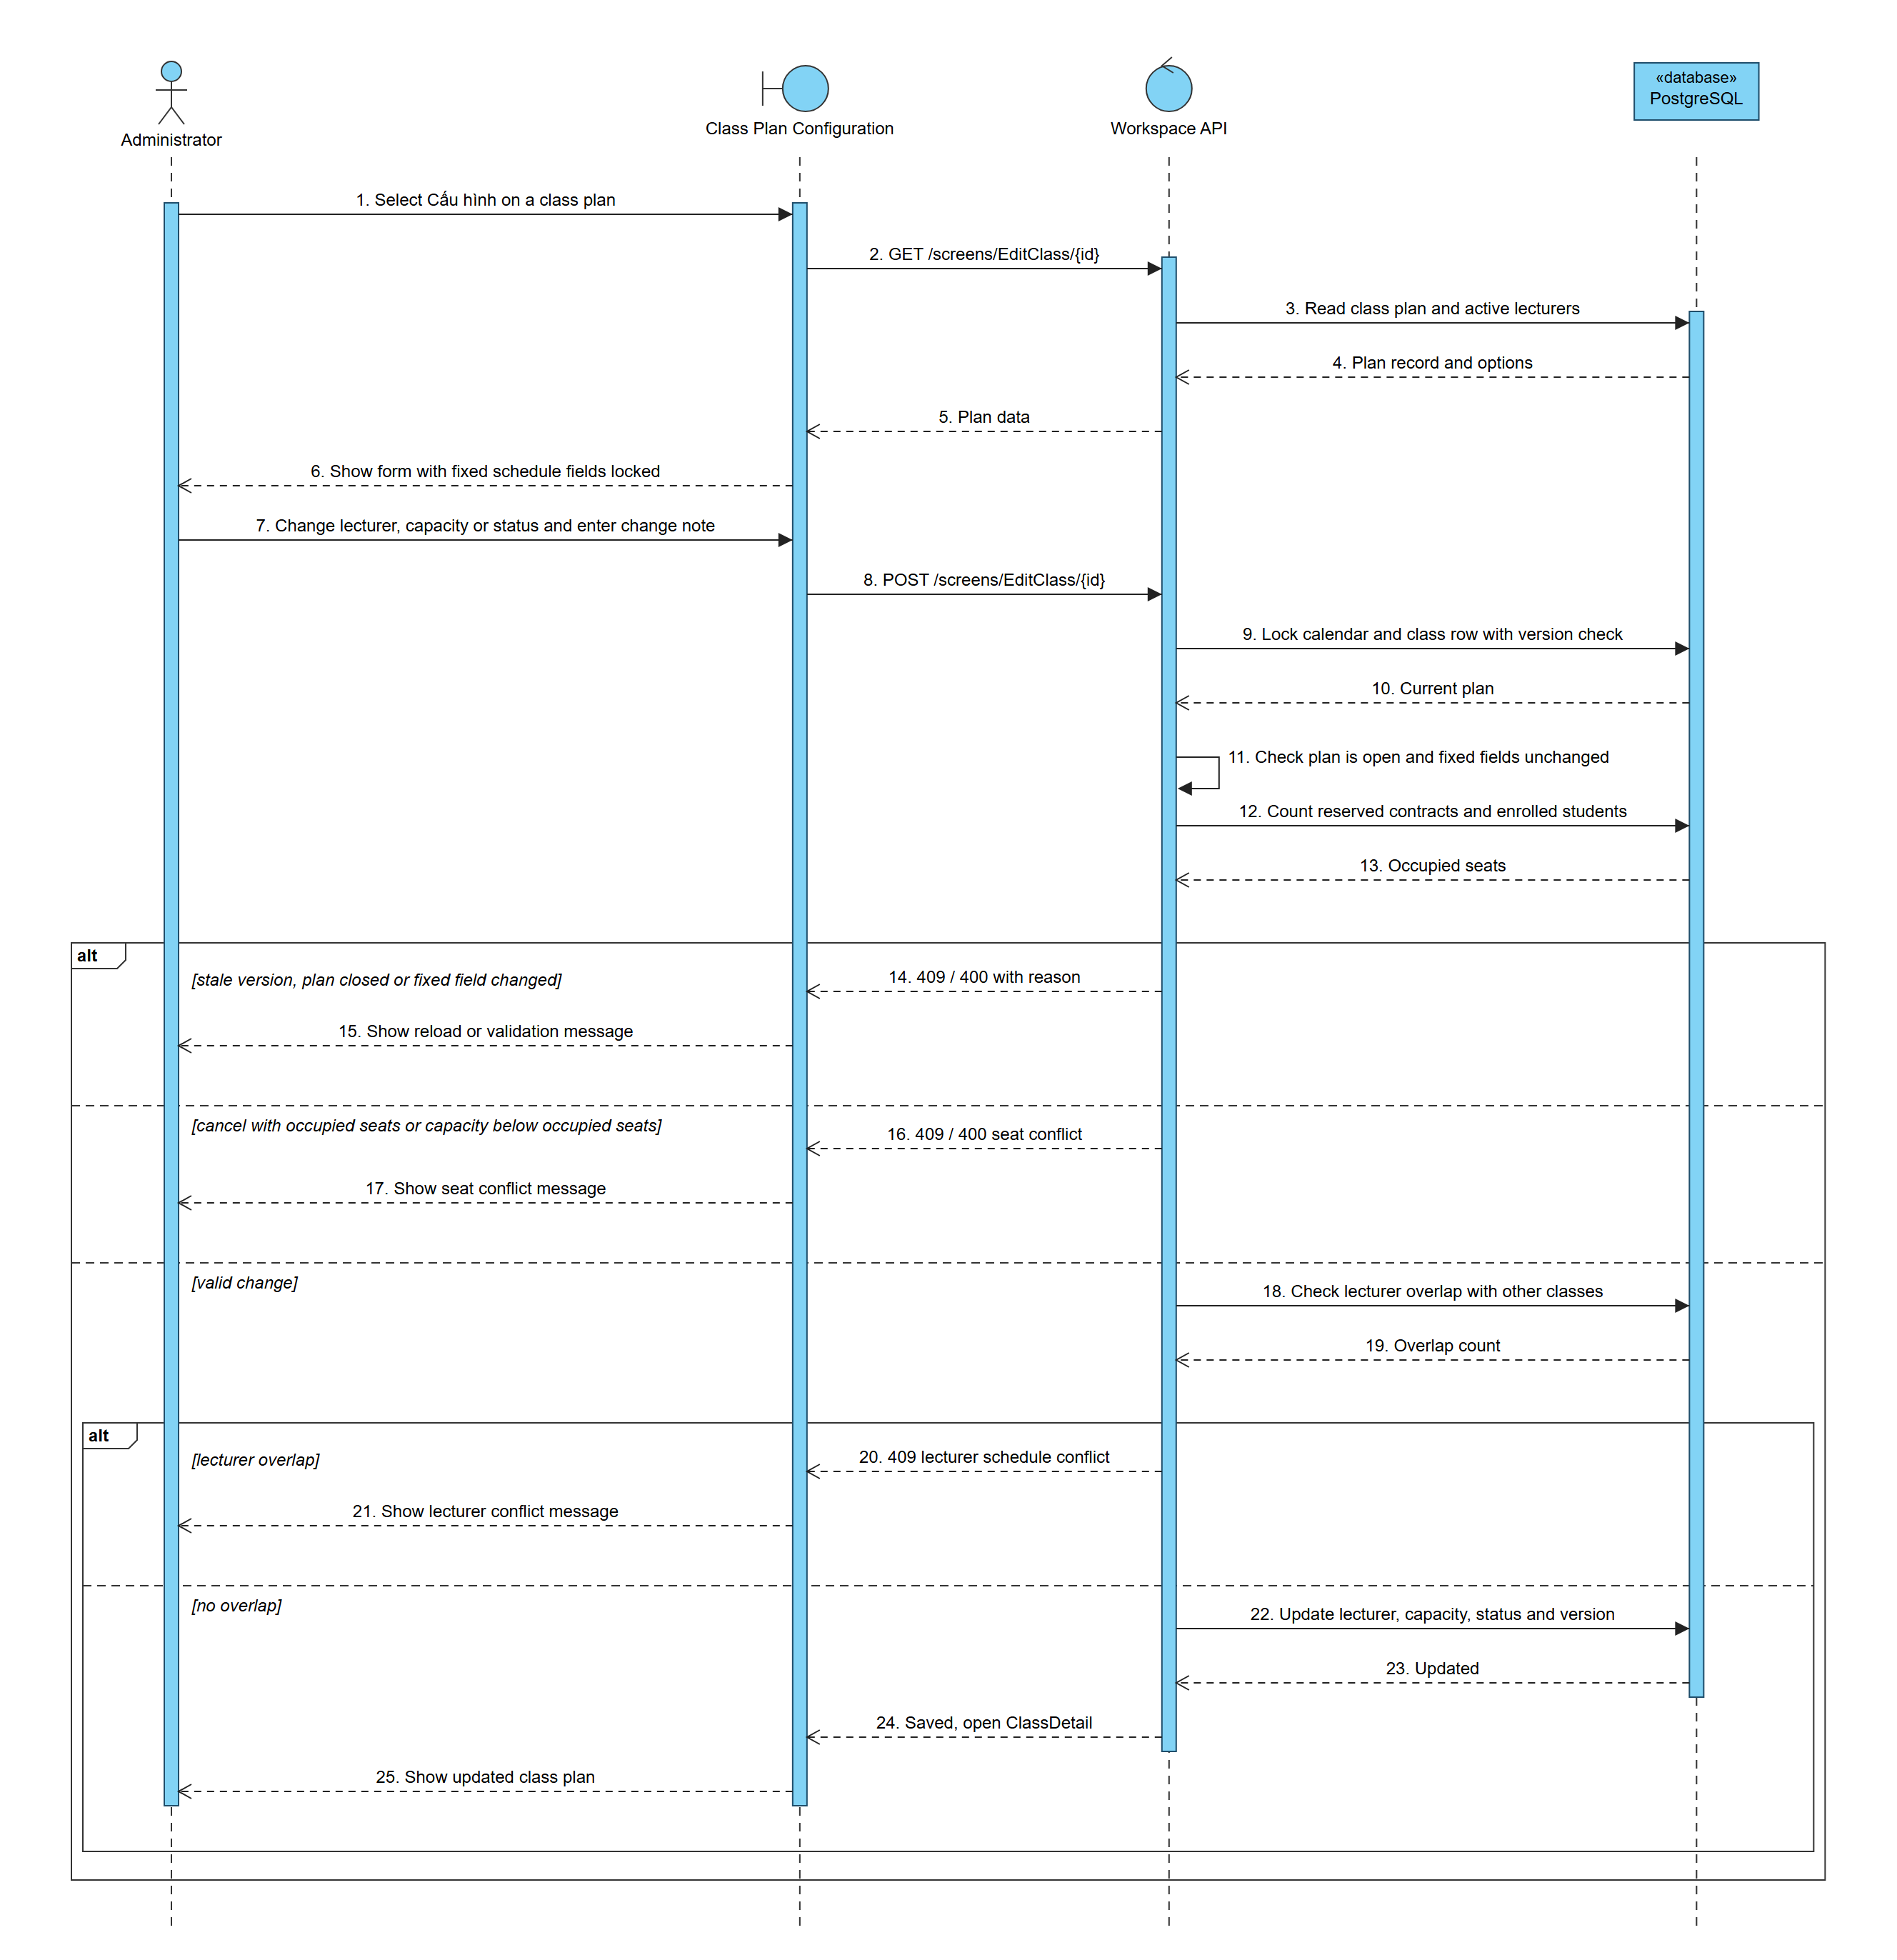 Administrator
Class Plan Configuration
Workspace API
«database»
PostgreSQL
1. Select Cấu hình on a class plan
2. GET /screens/EditClass/{id}
3. Read class plan and active lecturers
4. Plan record and options
5. Plan data
6. Show form with fixed schedule fields locked
7. Change lecturer, capacity or status and enter change note
8. POST /screens/EditClass/{id}
9. Lock calendar and class row with version check
10. Current plan
11. Check plan is open and fixed fields unchanged
12. Count reserved contracts and enrolled students
13. Occupied seats
alt
[stale version, plan closed or fixed field changed]
14. 409 / 400 with reason
15. Show reload or validation message
[cancel with occupied seats or capacity below occupied seats]
16. 409 / 400 seat conflict
17. Show seat conflict message
[valid change]
18. Check lecturer overlap with other classes
19. Overlap count
alt
[lecturer overlap]
20. 409 lecturer schedule conflict
21. Show lecturer conflict message
[no overlap]
22. Update lecturer, capacity, status and version
23. Updated
24. Saved, open ClassDetail
25. Show updated class plan